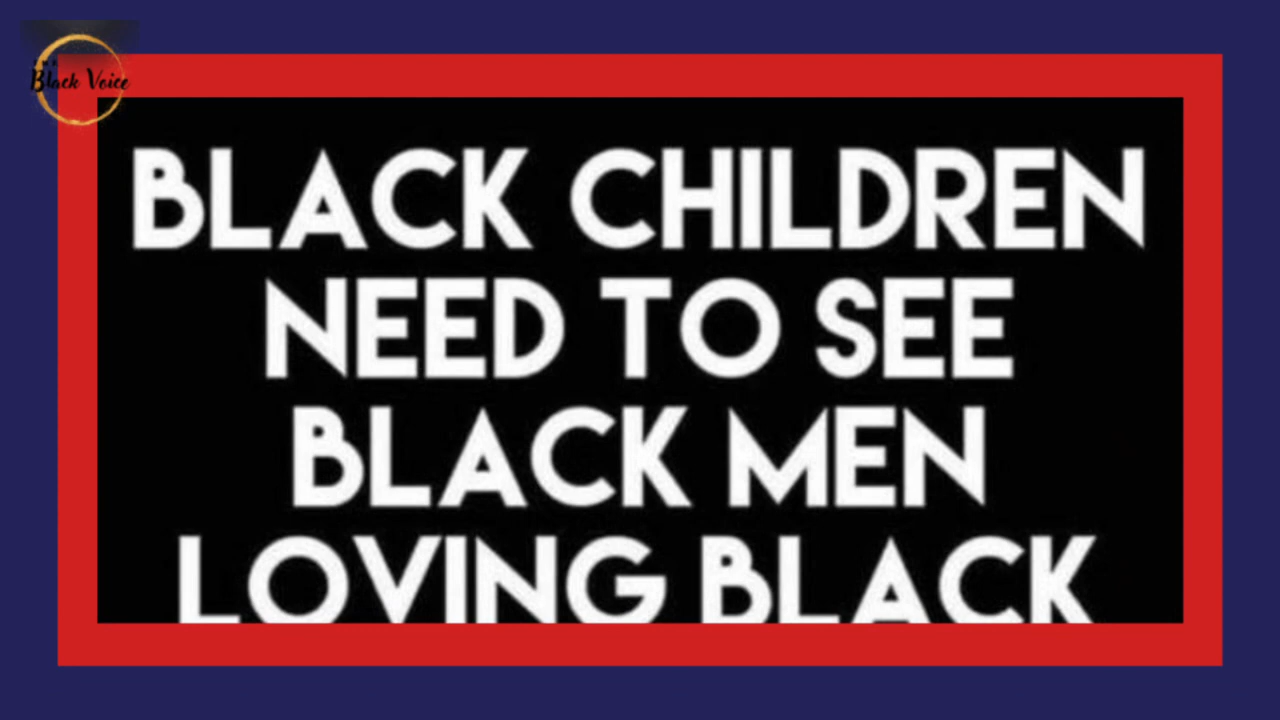 Black Voice
BLACK CHILDREN
NEED TO SEE
BLACK MEN
LOVING BLACK